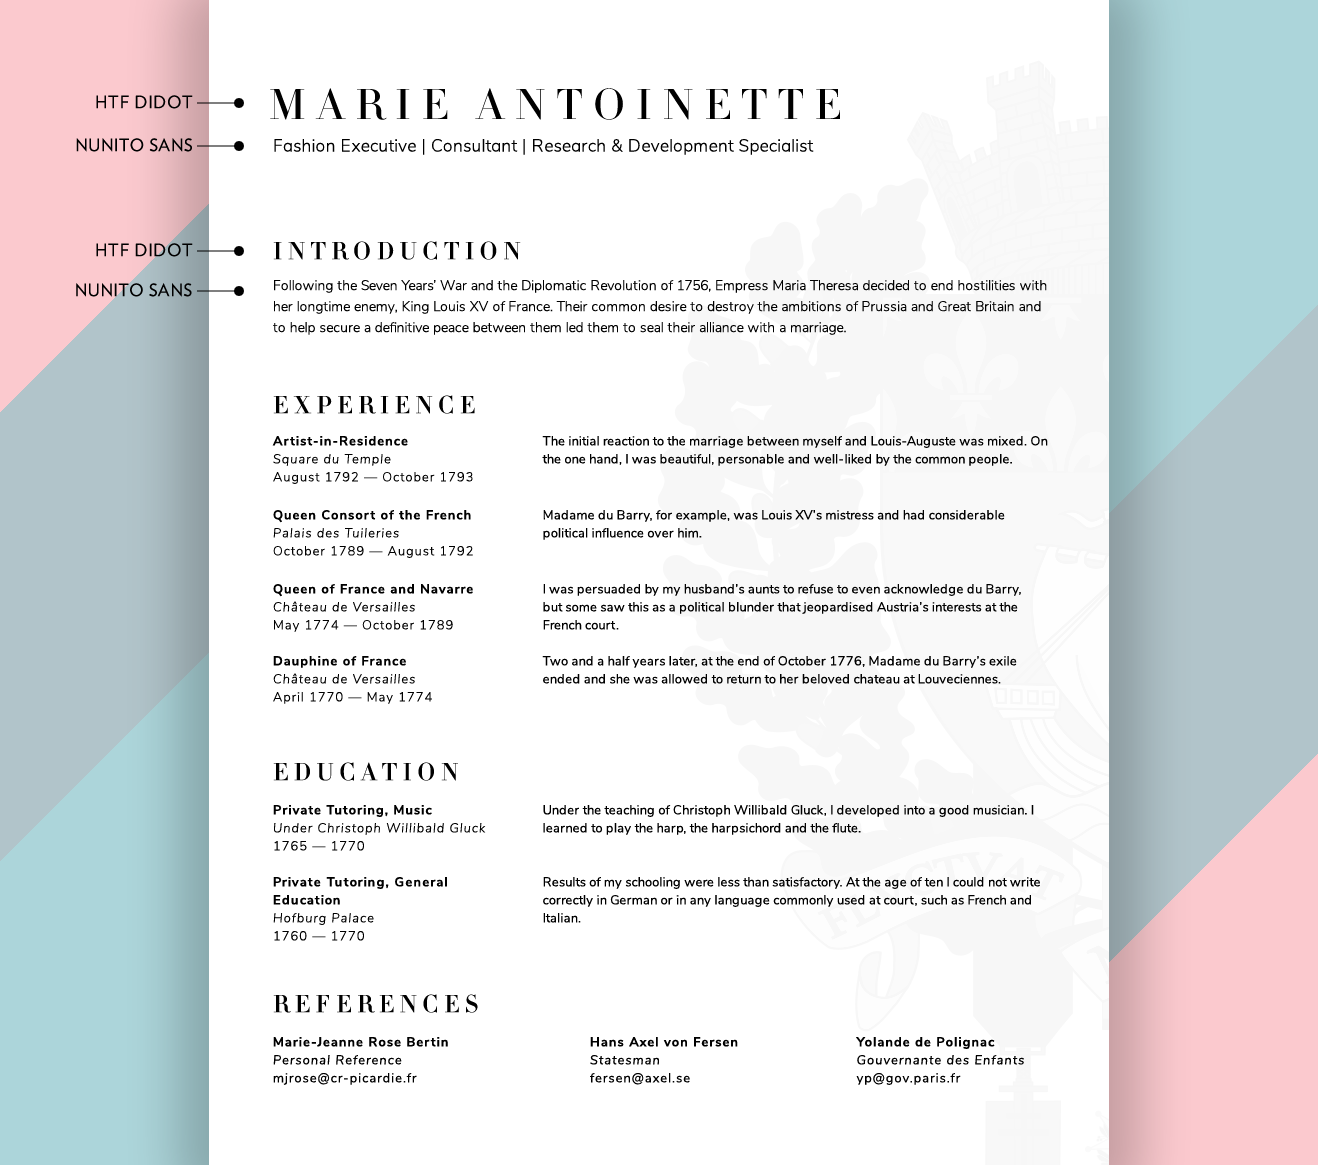 HTF DIDOT
MARIE ANTOINETTE
NUNITO SANS
Fashion Executive | Consultant | Research & Development Specialist
HTF DIDOT
INTRODUCTION
NUNITO SANS
Following the Seven Years' War and the Diplomatic Revolution of 1756, Empress Maria Theresa decided to end hostilities with
her longtime enemy, King Louis XV of France. Their common desire to destroy the ambitions of Prussia and Great Britain and
to help secure a definitive peace between them led them to seal their alliance with a marriage.
EXPERIENCE
Artist-in-Residence
Square du Temple
August 1792 — October 1793
The initial reaction to the marriage between myself and Louis-Auguste was mixed. On
the one hand, I was beautiful, personable and well-liked by the common people.
Queen Consort of the French
Palais des Tuileries
October 1789 — August 1792
Madame du Barry, for example, was Louis XV's mistress and had considerable
political influence over him.
Queen of France and Navarre
Château de Versailles
May 1774 — October 1789
I was persuaded by my husband's aunts to refuse to even acknowledge du Barry,
but some saw this as a political blunder that jeopardised Austria's interests at the
French court.
Dauphine of France
Château de Versailles
April 1770 — May 1774
Two and a half years later, at the end of October 1776, Madame du Barry's exile
ended and she was allowed to return to her beloved chateau at Louveciennes.
EDUCATION
Private Tutoring, Music
Under Christoph Willibald Gluck
1765 — 1770
Under the teaching of Christoph Willibald Gluck, I developed into a good musician. I
learned to play the harp, the harpsichord and the flute.
Private Tutoring, General
Education
Hofburg Palace
1760 — 1770
Results of my schooling were less than satisfactory. At the age of ten I could not write
correctly in German or in any language commonly used at court, such as French and
Italian.
REFERENCES
Marie-Jeanne Rose Bertin
Personal Reference
mjrose@cr-picardie.fr
Hans Axel von Fersen
Statesman
fersen@axel.se
Yolande de Polignac
Gouvernante des Enfants
yp@gov.paris.fr